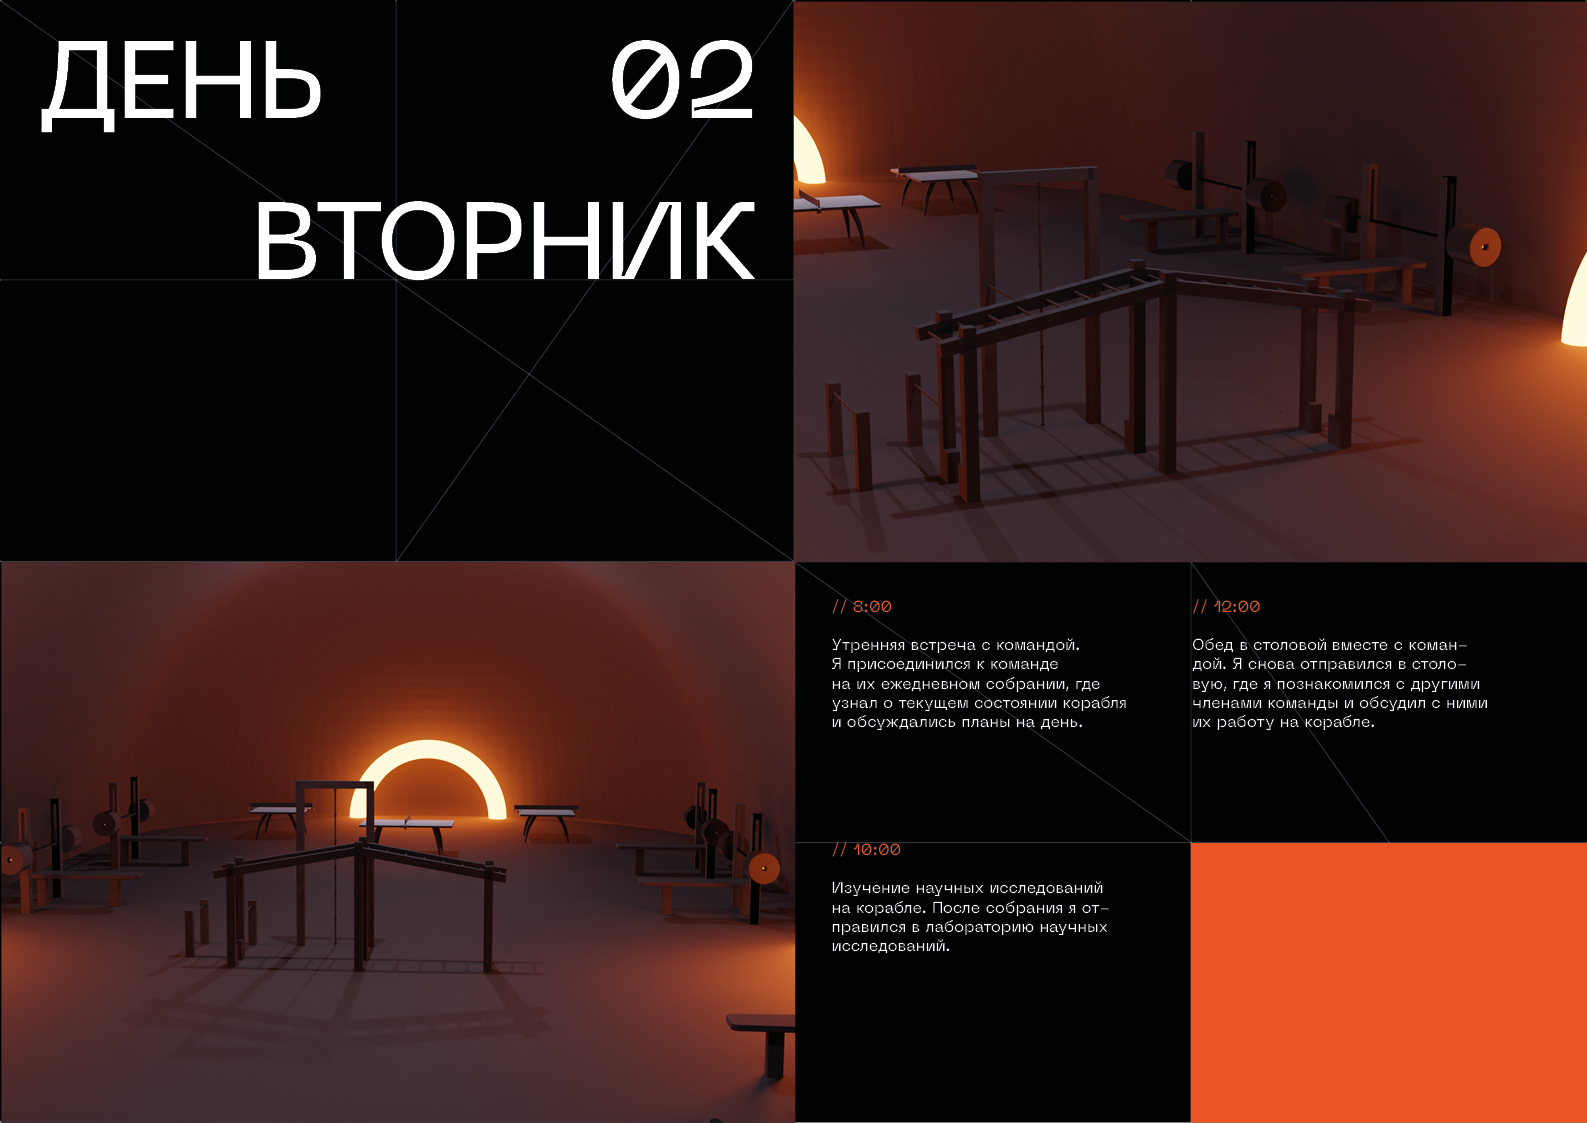 ДЕНЬ 02
ВТОРНИК
// 8:00
Утренняя встреча с командой.
Я присоединился к команде
на их ежедневном собрании, где
узнал о текущем состоянии корабля
и обсуждались планы на день.
// 10:00
Изучение научных исследований
на корабле. После собрания я от-
правился в лабораторию научных
исследований.
// 12:00
Обед в столовой вместе с коман-
дой. Я снова отправился в столо-
вую, где я познакомился с другими
членами команды и обсудил с ними
их работу на корабле.